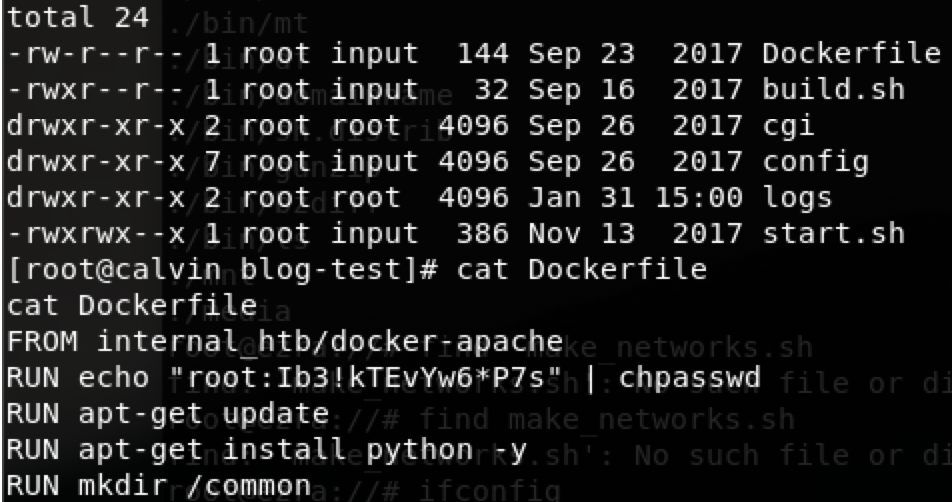 total 24
-rw-r--r-- 1 root input  144 Sep 23  2017 Dockerfile
-rwxr--r-- 1 root input   32 Sep 16  2017 build.sh
drwxr-xr-x 2 root root  4096 Sep 26  2017 cgi
drwxr-xr-x 7 root input 4096 Sep 26  2017 config
drwxr-xr-x 2 root root  4096 Jan 31 15:00 logs
-rwxrwx--x 1 root input  386 Nov 13  2017 start.sh
[root@calvin blog-test]# cat Dockerfile
cat Dockerfile
FROM internal_htb/docker-apache
RUN echo "root:Ib3!kTEvYw6*P7s" | chpasswd
RUN apt-get update
RUN apt-get install python -y
RUN mkdir /common